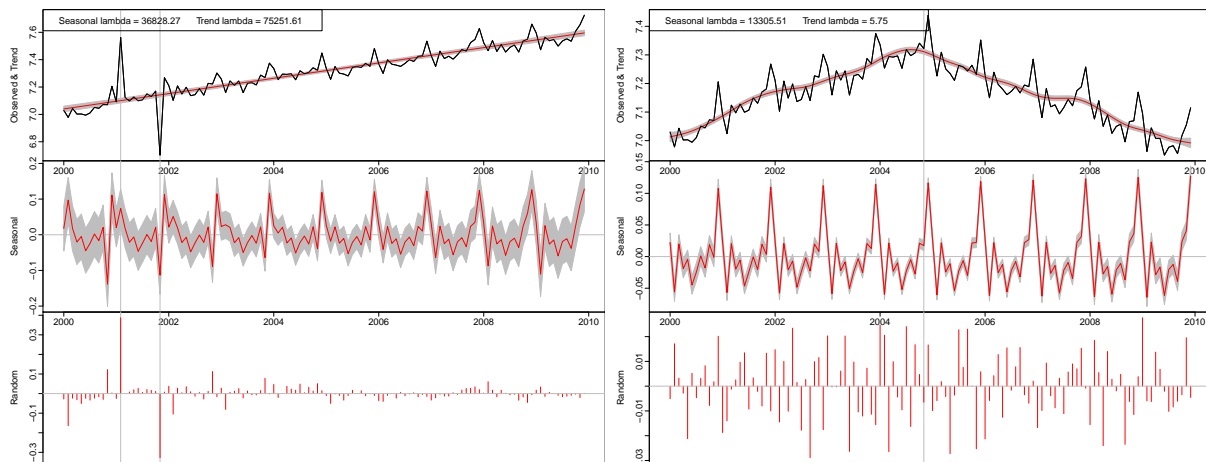 Seasonal lambda = 36828.27 Trend lambda = 75251.61
Observed & Trend
7.6
7.4
7.2
7.0
6.8
0.2
2000 2002 2004 2006 2008 2010
Seasonal
0.1
0.0
-0.1
-0.2
2000 2002 2004 2006 2008 2010
Random
0.3
0.1
-0.1
-0.3
Seasonal lambda = 13305.51 Trend lambda = 5.75
Observed & Trend
7.4
7.3
7.2
7.1
7.0
0.15
2000 2002 2004 2006 2008 2010
Seasonal
0.10
0.05
0.00
-0.05
2000 2002 2004 2006 2008 2010
Random
0.01
-0.01
-0.03